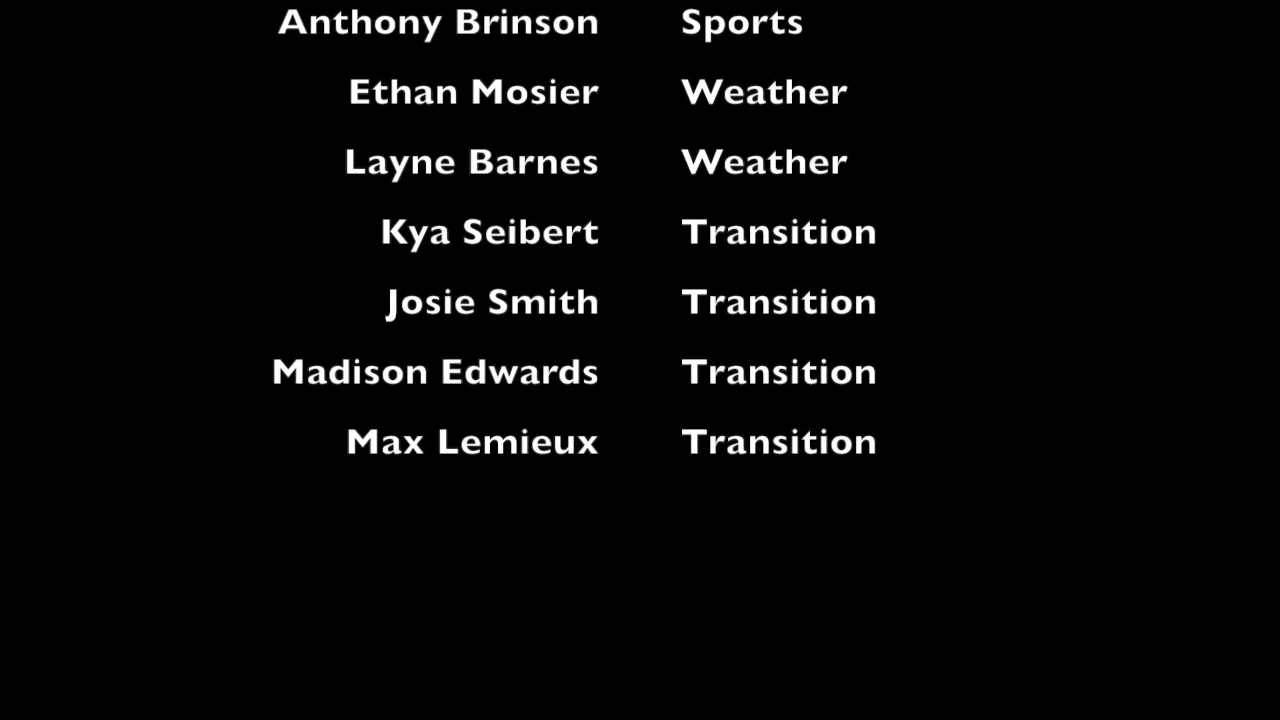 Anthony Brinson Sports
Ethan Mosier Weather
Layne Barnes Weather
Kya Seibert Transition
Josie Smith Transition
Madison Edwards Transition
Max Lemieux Transition